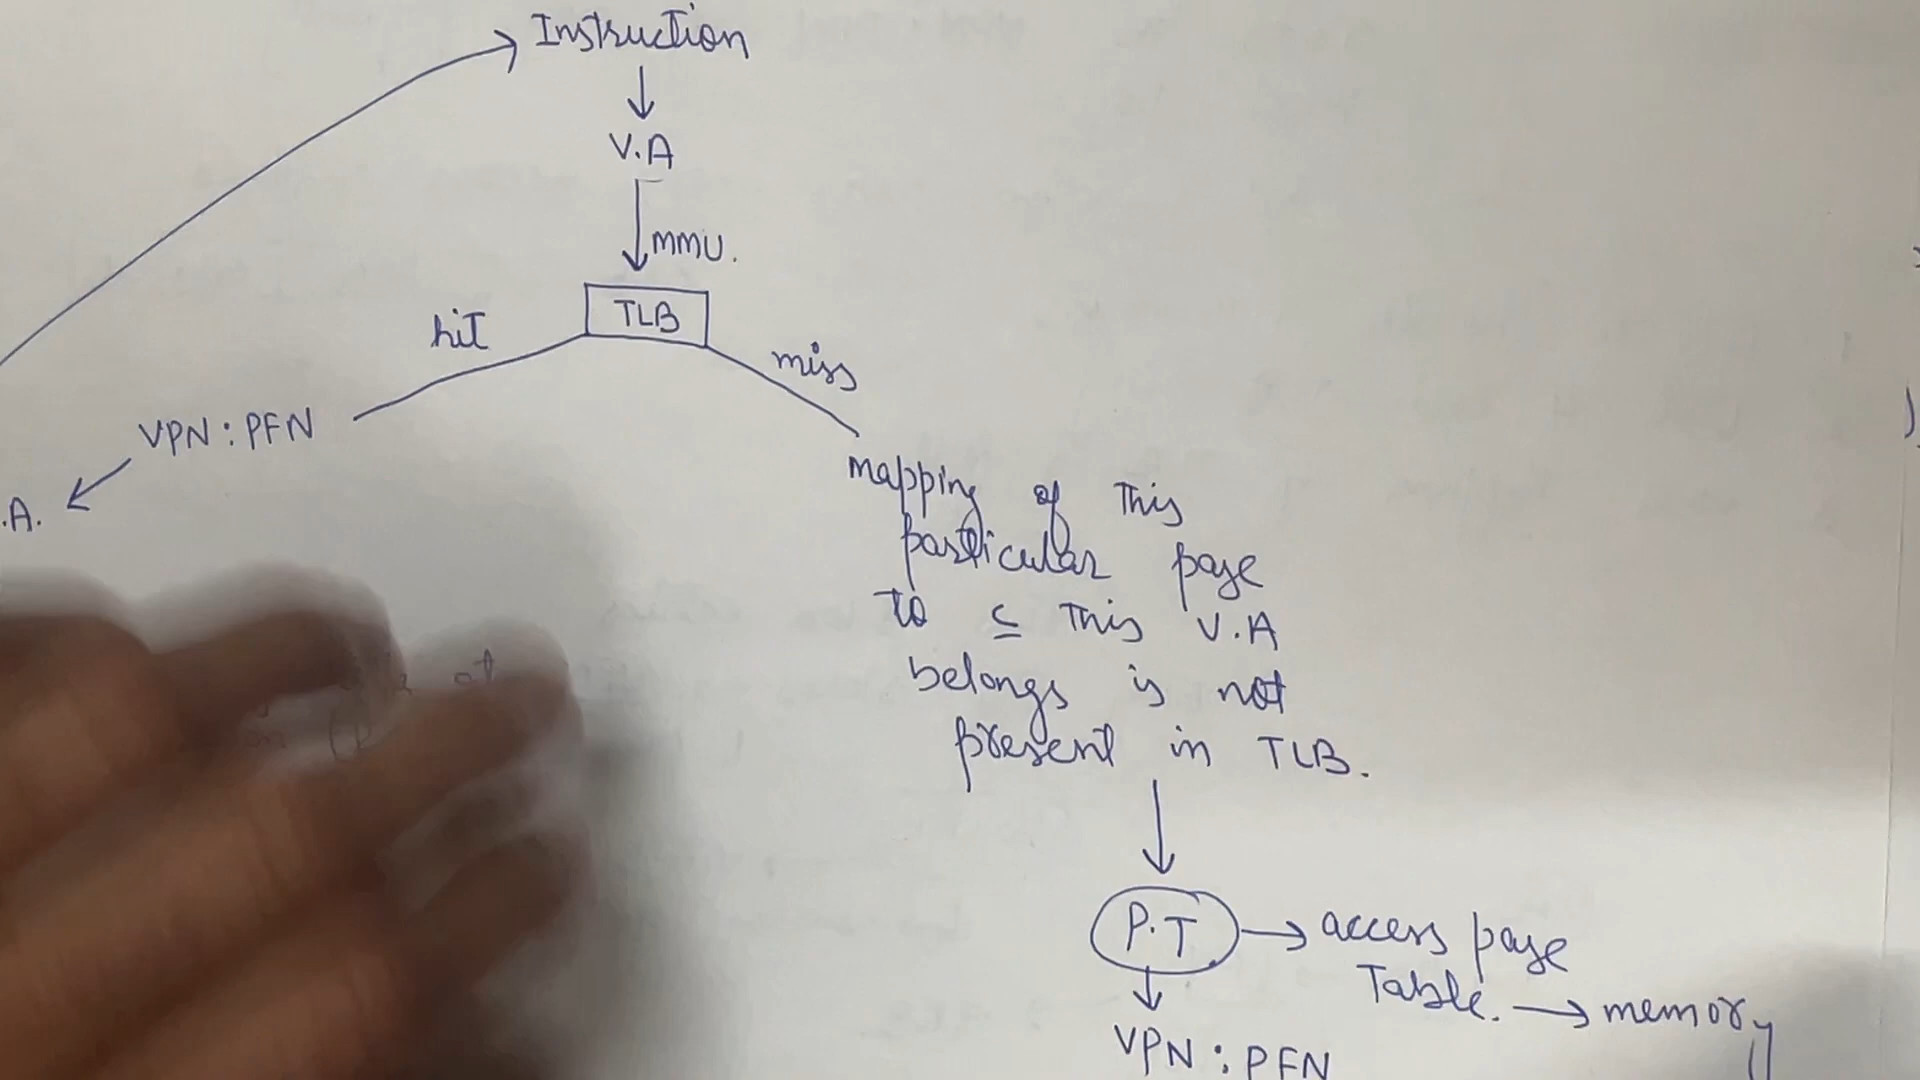 Instruction
V.A
MMU.
TLB
hit
miss
VPN : PFN
.A.
mapping of this
particular page
to ⊆ this V.A
belongs is not
present in TLB.
P.T → access page
Table. → memory
VPN : PFN